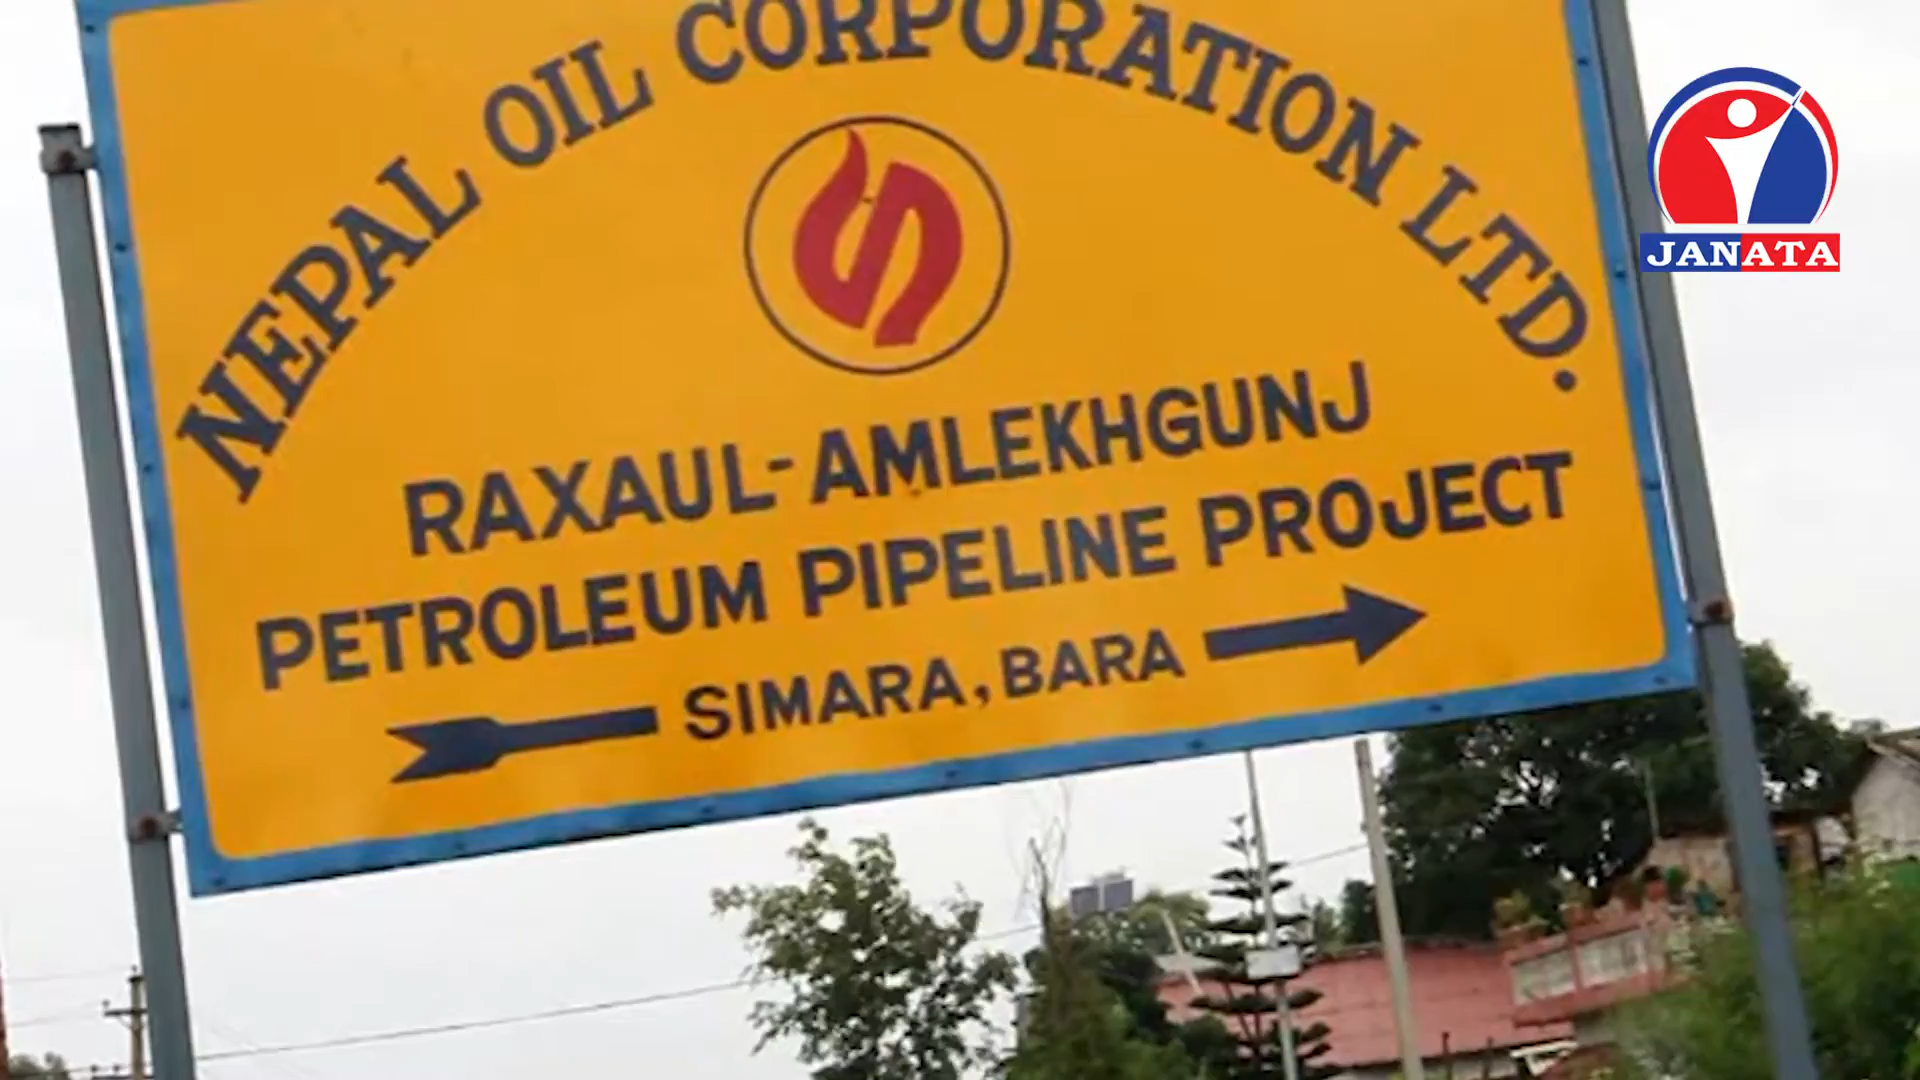 NEPAL OIL CORPORATION LTD.
RAXAUL-AMLEKHGUNJ
PETROLEUM PIPELINE PROJECT
SIMARA, BARA
JANATA